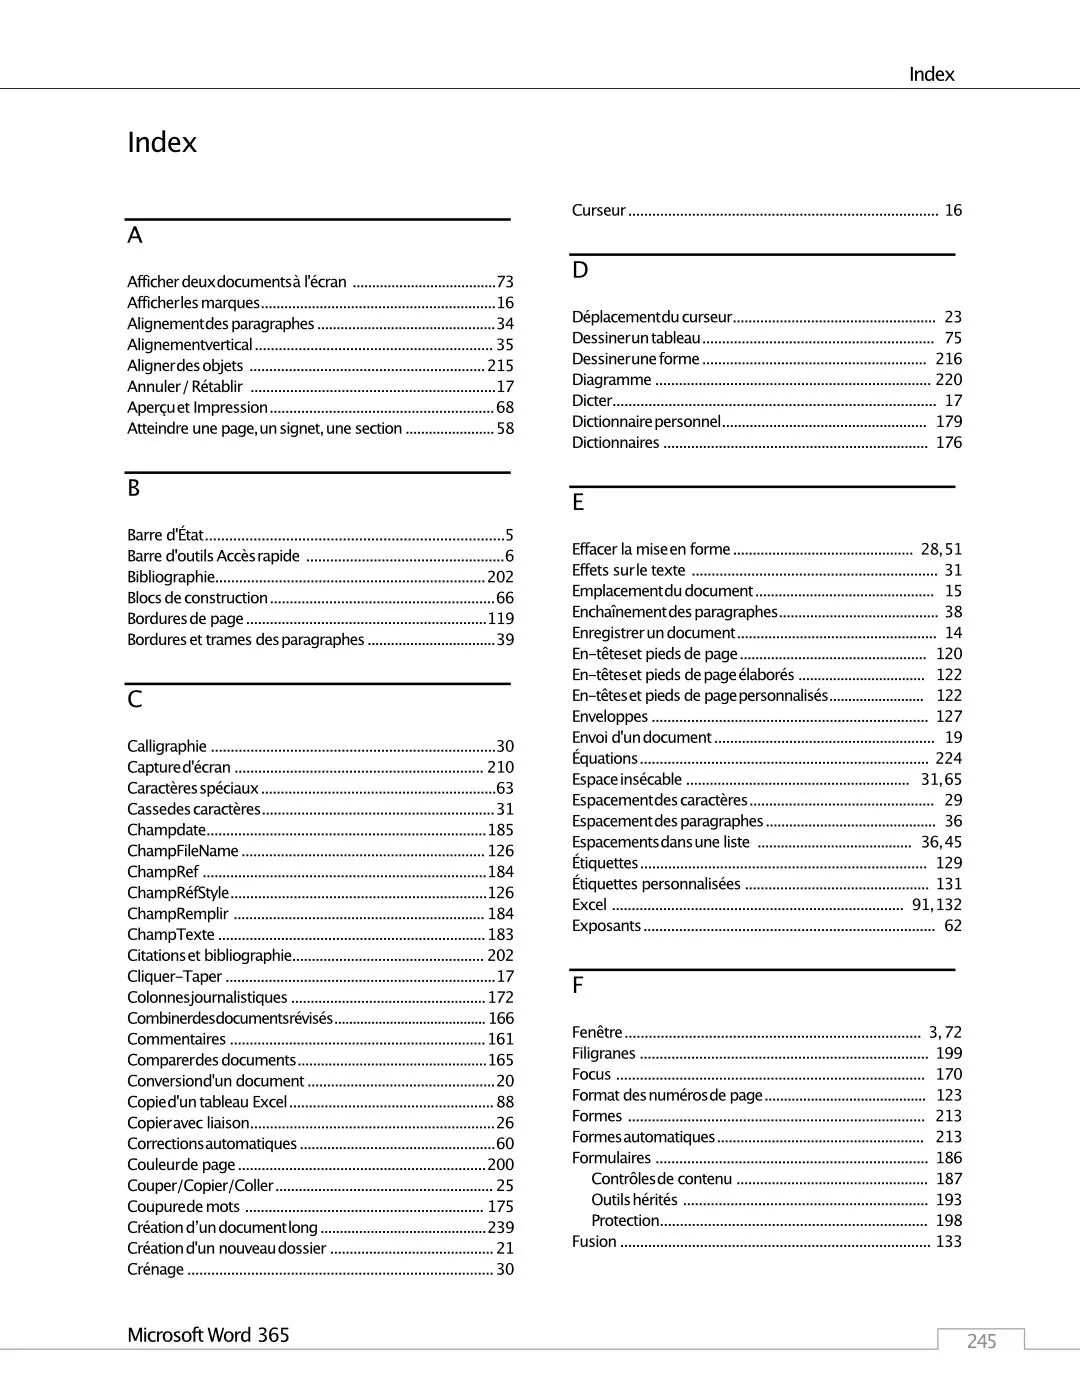 Index
Index
A
Afficher deux documents à l'écran ....................................73
Afficher les marques...........................................................16
Alignement des paragraphes .............................................34
Alignement vertical ............................................................ 35
Aligner des objets ............................................................ 215
Annuler / Rétablir ..............................................................17
Aperçu et Impression.........................................................68
Atteindre une page, un signet, une section .......................58
B
Barre d'État..........................................................................5
Barre d'outils Accès rapide ..................................................6
Bibliographie....................................................................202
Blocs de construction .........................................................66
Bordures de page .............................................................119
Bordures et trames des paragraphes ................................39
C
Calligraphie ........................................................................30
Capture d'écran ............................................................... 210
Caractères spéciaux ...........................................................63
Casse des caractères...........................................................31
Champ date......................................................................185
Champ FileName ............................................................. 126
Champ Ref .......................................................................184
Champ RéfStyle................................................................126
Champ Remplir ............................................................... 184
Champ Texte ................................................................... 183
Citations et bibliographie................................................ 202
Cliquer-Taper ....................................................................17
Colonnes journalistiques ................................................. 172
Combiner des documents révisés...................................... 166
Commentaires ................................................................ 161
Comparer des documents................................................165
Conversion d'un document ...............................................20
Copie d'un tableau Excel.................................................... 88
Copier avec liaison..............................................................26
Corrections automatiques .................................................60
Couleur de page ...............................................................200
Couper/Copier/Coller....................................................... 25
Coupure de mots ............................................................ 175
Création d’un document long ..........................................239
Création d'un nouveau dossier ......................................... 21
Crénage ............................................................................. 30
Curseur .............................................................................. 16
D
Déplacement du curseur................................................... 23
Dessiner un tableau .......................................................... 75
Dessiner une forme ........................................................ 216
Diagramme ..................................................................... 220
Dicter................................................................................. 17
Dictionnaire personnel................................................... 179
Dictionnaires .................................................................. 176
E
Effacer la mise en forme ............................................. 28, 51
Effets sur le texte .............................................................. 31
Emplacement du document ............................................. 15
Enchaînement des paragraphes........................................ 38
Enregistrer un document.................................................. 14
En-têtes et pieds de page............................................... 120
En-têtes et pieds de page élaborés ................................ 122
En-têtes et pieds de page personnalisés........................ 122
Enveloppes ..................................................................... 127
Envoi d'un document ....................................................... 19
Équations........................................................................ 224
Espace insécable ........................................................ 31, 65
Espacement des caractères .............................................. 29
Espacement des paragraphes ........................................... 36
Espacements dans une liste ....................................... 36, 45
Étiquettes........................................................................ 129
Étiquettes personnalisées .............................................. 131
Excel ......................................................................... 91, 132
Exposants ......................................................................... 62
F
Fenêtre .......................................................................... 3, 72
Filigranes ........................................................................ 199
Focus .............................................................................. 170
Format des numéros de page......................................... 123
Formes ........................................................................... 213
Formes automatiques .................................................... 213
Formulaires .................................................................... 186
Contrôles de contenu ................................................ 187
Outils hérités .............................................................. 193
Protection................................................................... 198
Fusion .............................................................................. 133
Microsoft Word 365
245